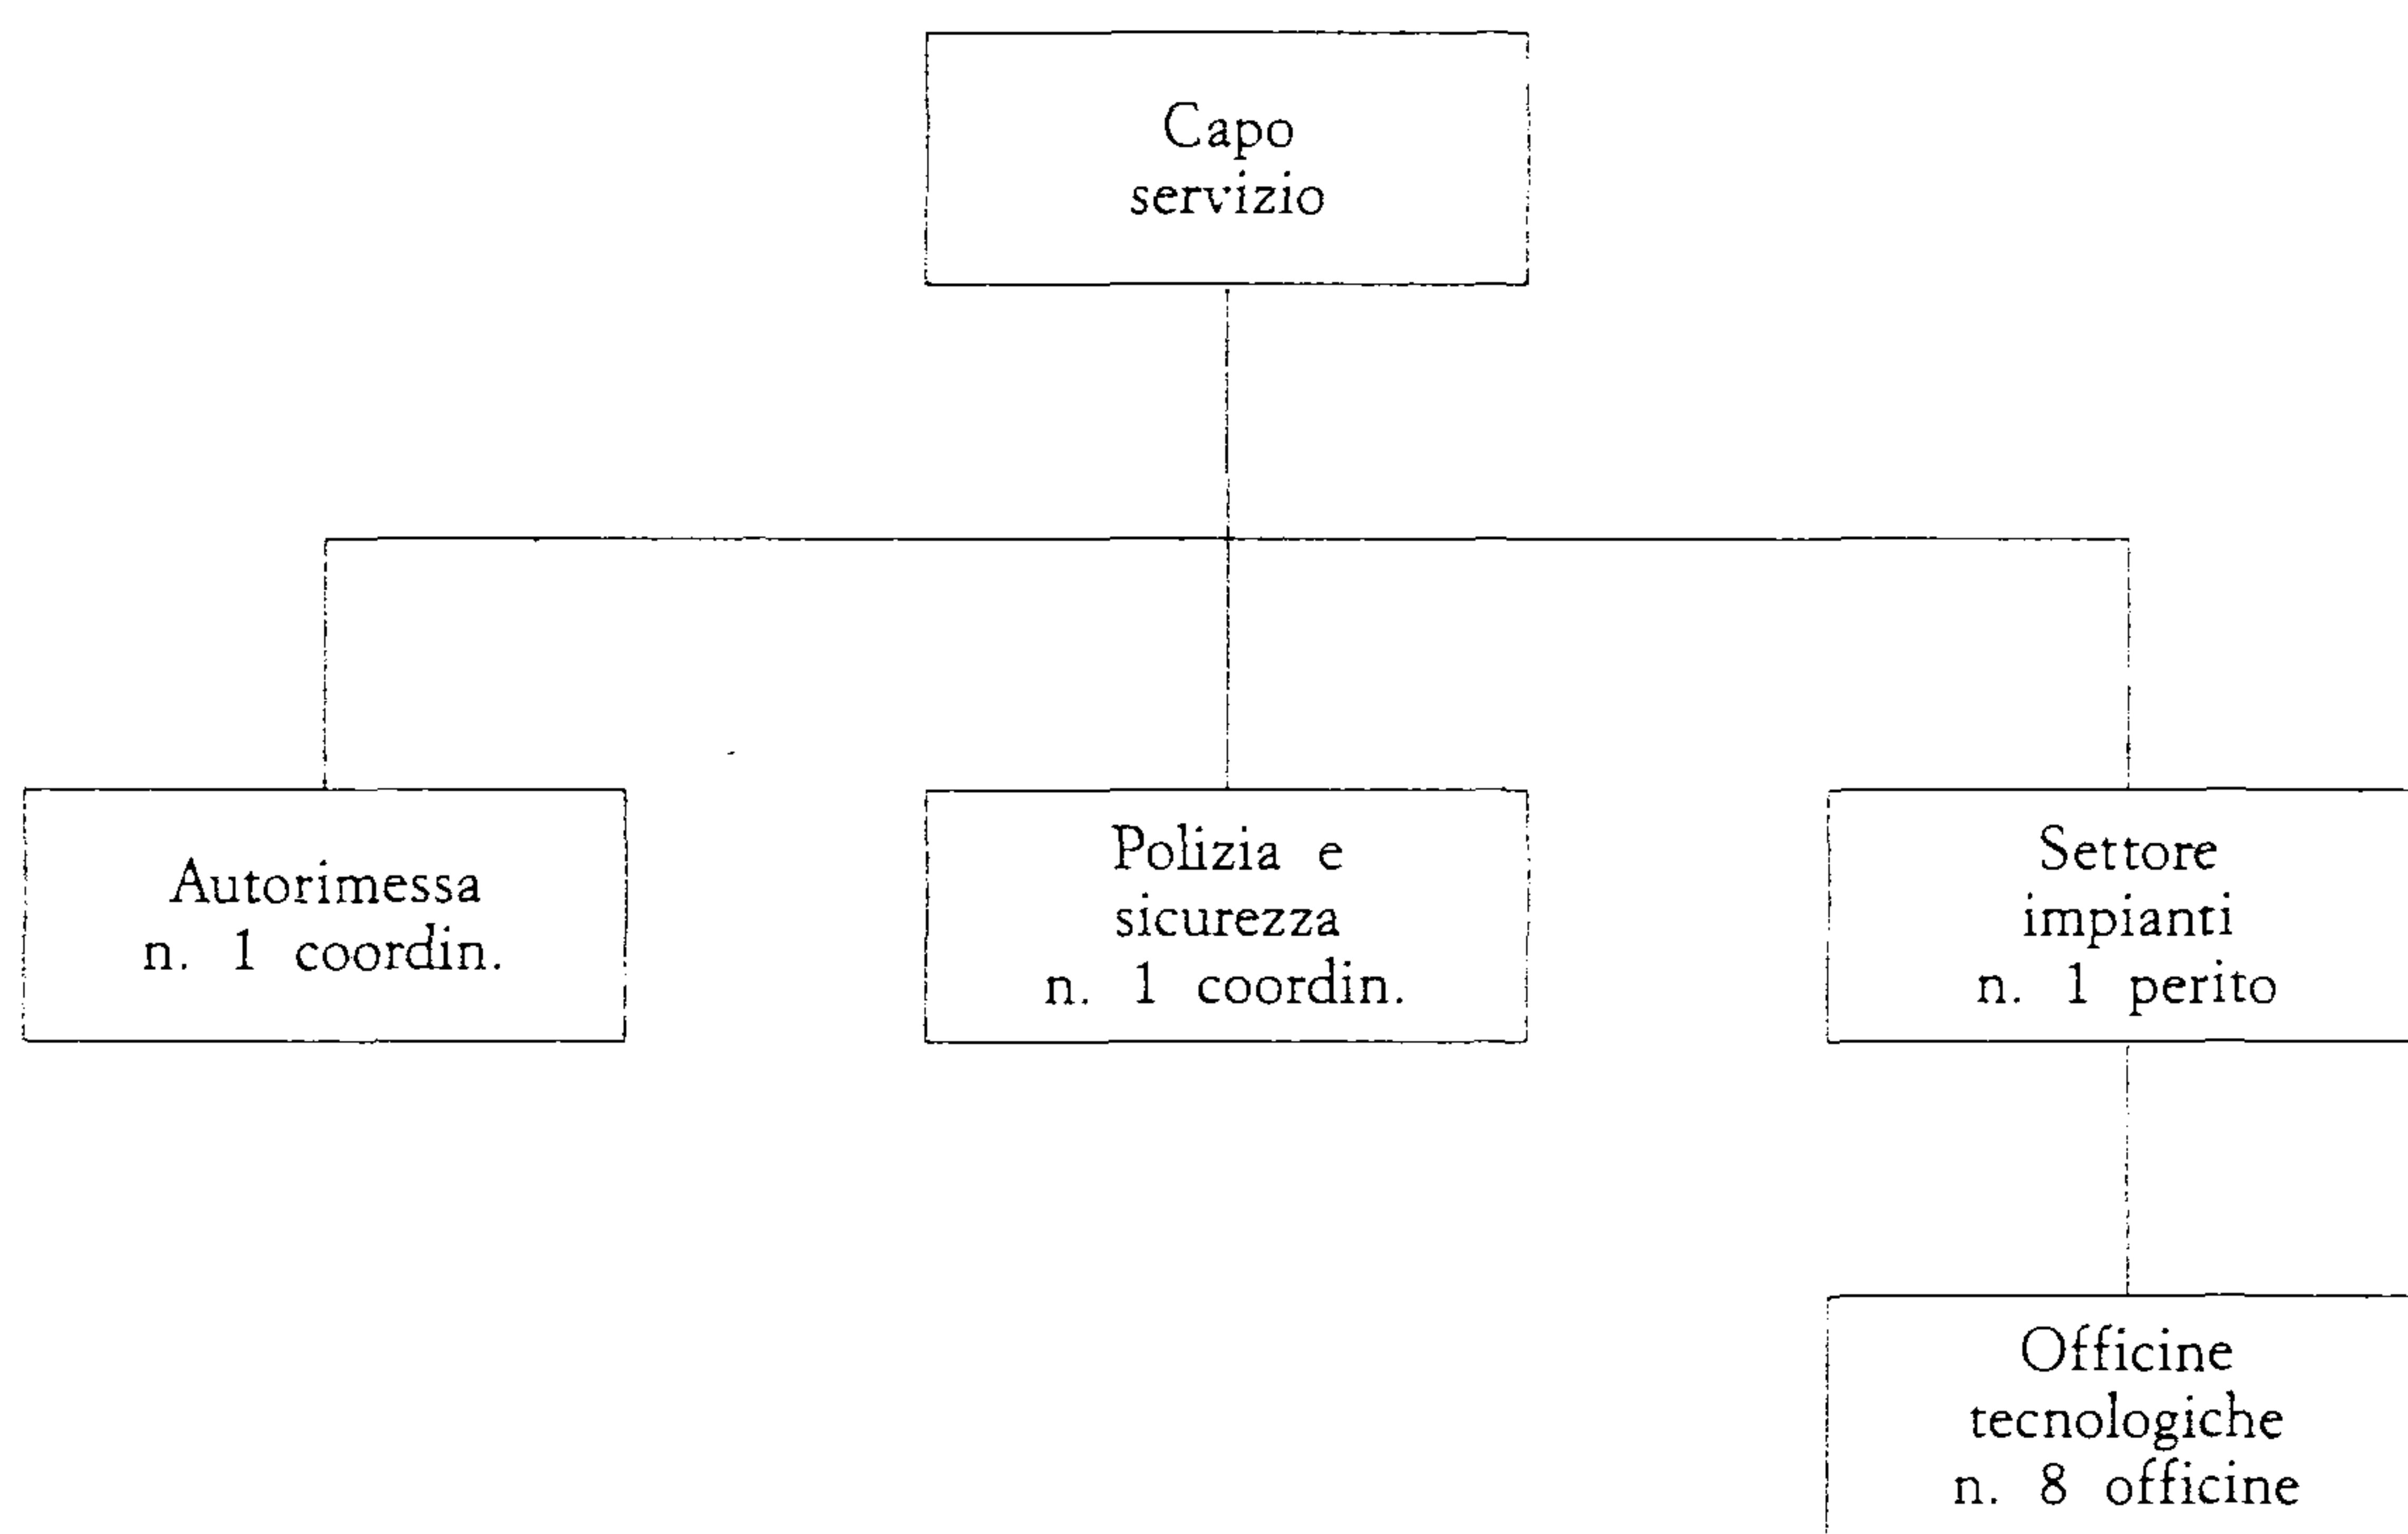 Capo
servizio
Autorimessa
n. 1 coordin.
Polizia e
sicurezza
n. 1 coordin.
Settore
impianti
n. 1 perito
Officine
tecnologiche
n. 8 officine